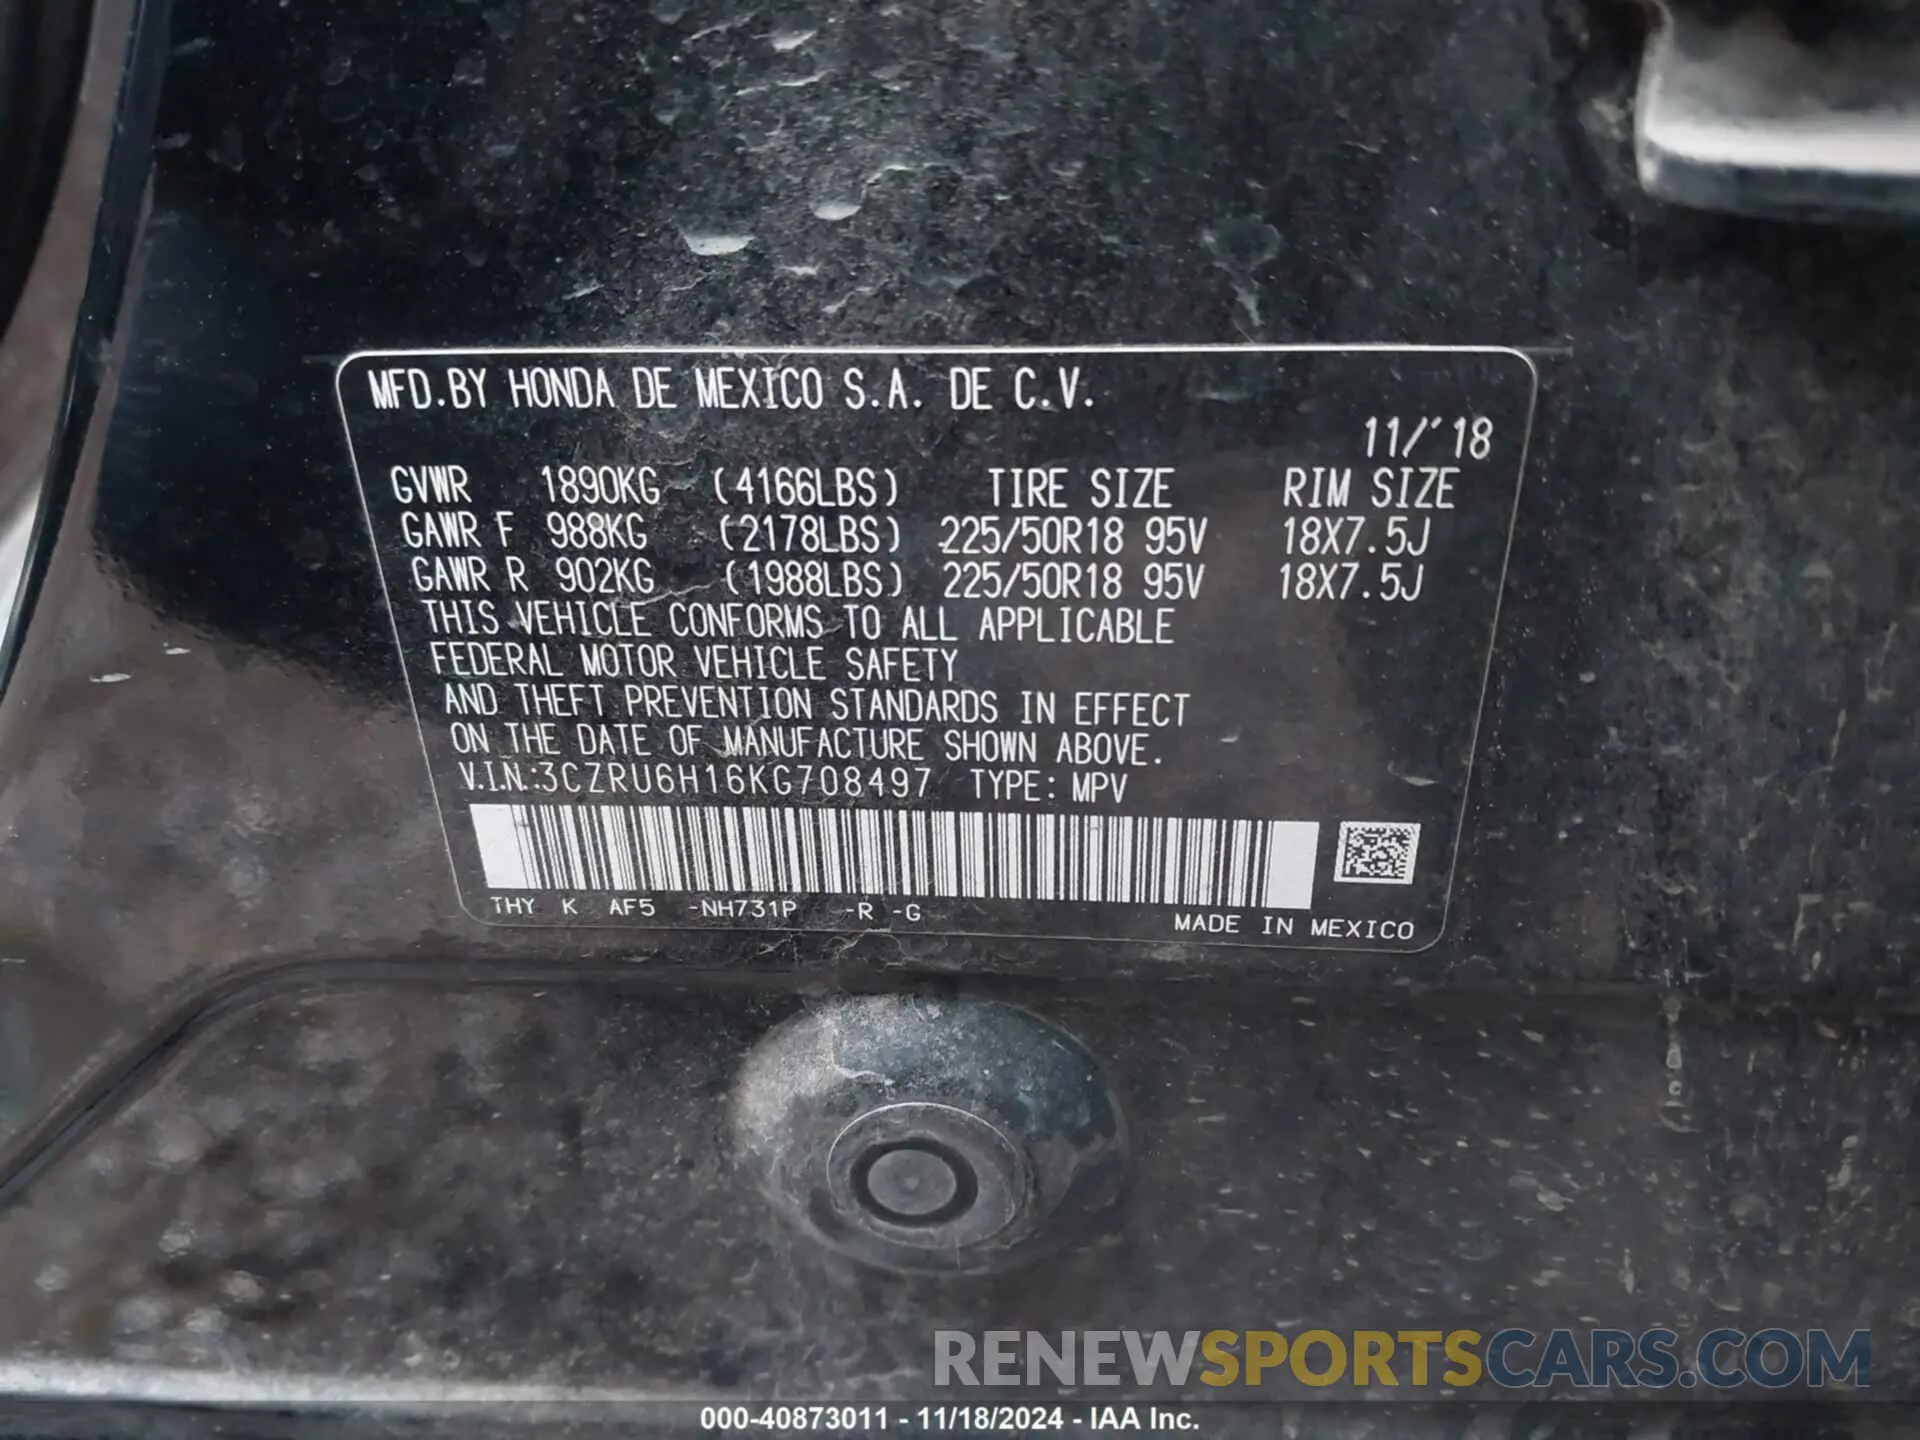 MFD.BY HONDA DE MEXICO S.A. DE C.V.
11/'18
GVWR 1890KG (4166LBS) TIRE SIZE RIM SIZE
GAWR F 988KG (2178LBS) 225/50R18 95V 18X7.5J
GAWR R 902KG (1988LBS) 225/50R18 95V 18X7.5J
THIS VEHICLE CONFORMS TO ALL APPLICABLE
FEDERAL MOTOR VEHICLE SAFETY
AND THEFT PREVENTION STANDARDS IN EFFECT
ON THE DATE OF MANUFACTURE SHOWN ABOVE.
V.I.N.:3CZRU6H16KG708497 TYPE: MPV
THY K AF5 -NH731P -R -G
MADE IN MEXICO
RENEWSPORTSCARS.COM
000-40873011 - 11/18/2024 - IAA Inc.